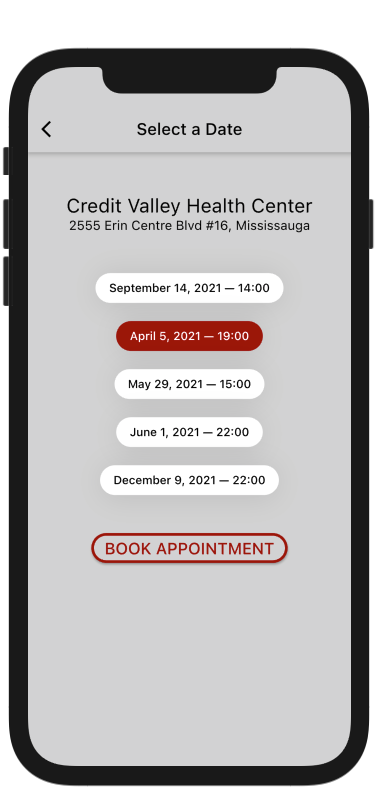 Select a Date
Credit Valley Health Center
2555 Erin Centre Blvd #16, Mississauga
September 14, 2021 — 14:00
April 5, 2021 — 19:00
May 29, 2021 — 15:00
June 1, 2021 — 22:00
December 9, 2021 — 22:00
BOOK APPOINTMENT